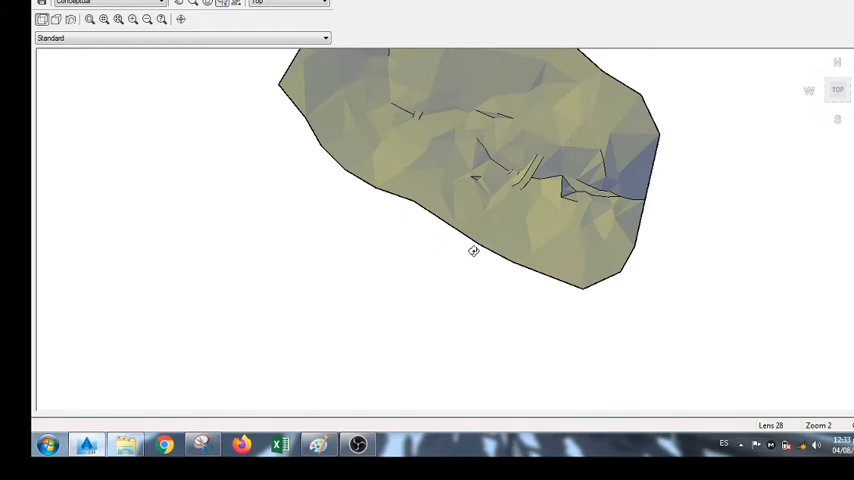 Conceptual Top
Standard
N
W TOP
S
Lens 28 Zoom 2
ES 12:33
04/08/